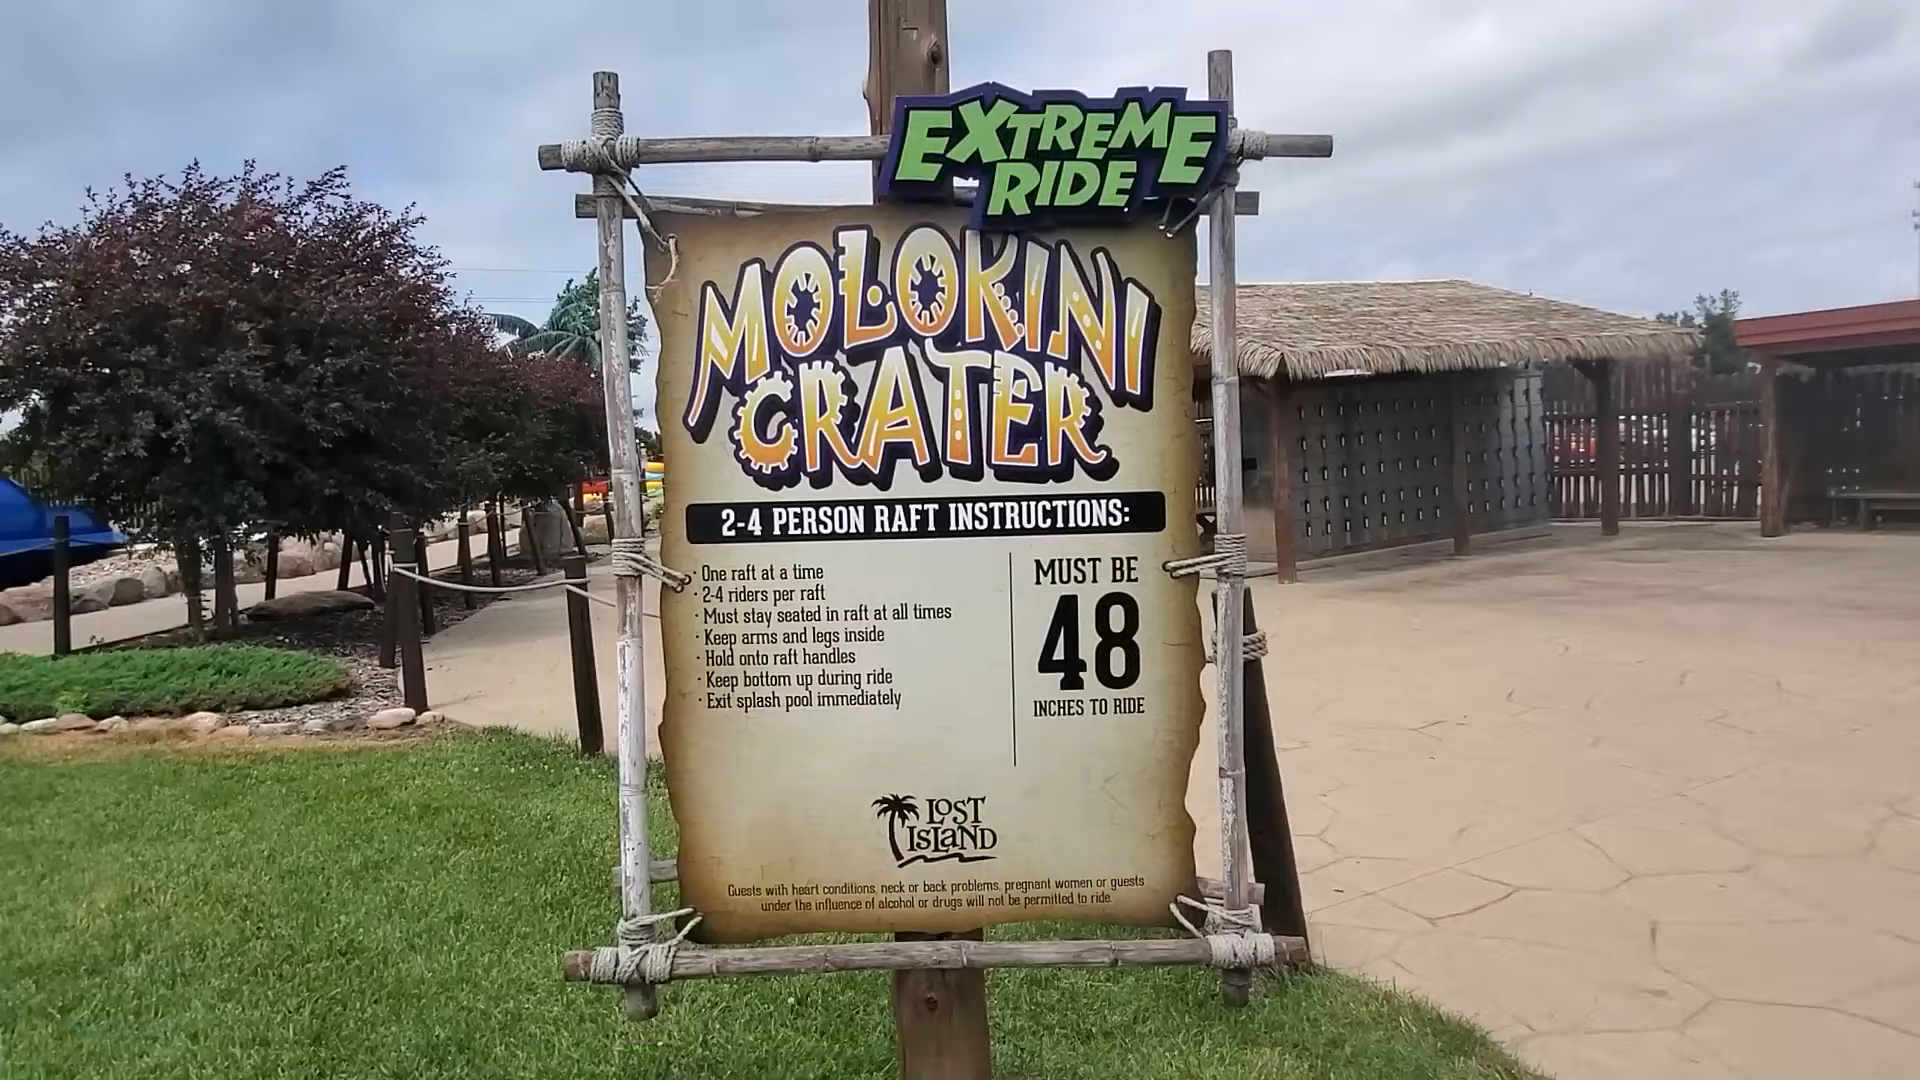 EXTREME
RIDE
MOLOKINI
CRATER
2-4 PERSON RAFT INSTRUCTIONS:
· One raft at a time
· 2-4 riders per raft
· Must stay seated in raft at all times
· Keep arms and legs inside
· Hold onto raft handles
· Keep bottom up during ride
· Exit splash pool immediately
MUST BE
48
INCHES TO RIDE
LOST
ISLAND
Guests with heart conditions, neck or back problems, pregnant women or guests
under the influence of alcohol or drugs will not be permitted to ride.